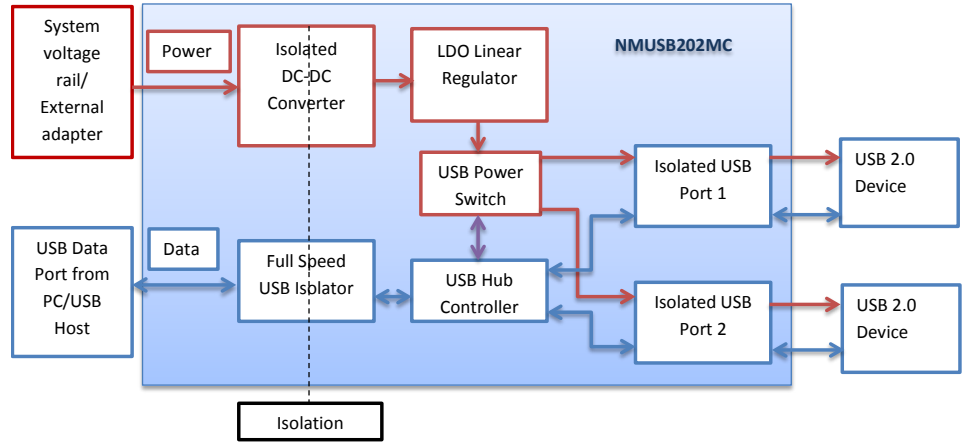 System
voltage
rail/
External
adapter
Power
Isolated
DC-DC
Converter
LDO Linear
Regulator
NMUSB202MC
USB Power
Switch
Isolated USB
Port 1
USB 2.0
Device
USB Data
Port from
PC/USB
Host
Data
Full Speed
USB Isolator
USB Hub
Controller
Isolated USB
Port 2
USB 2.0
Device
Isolation